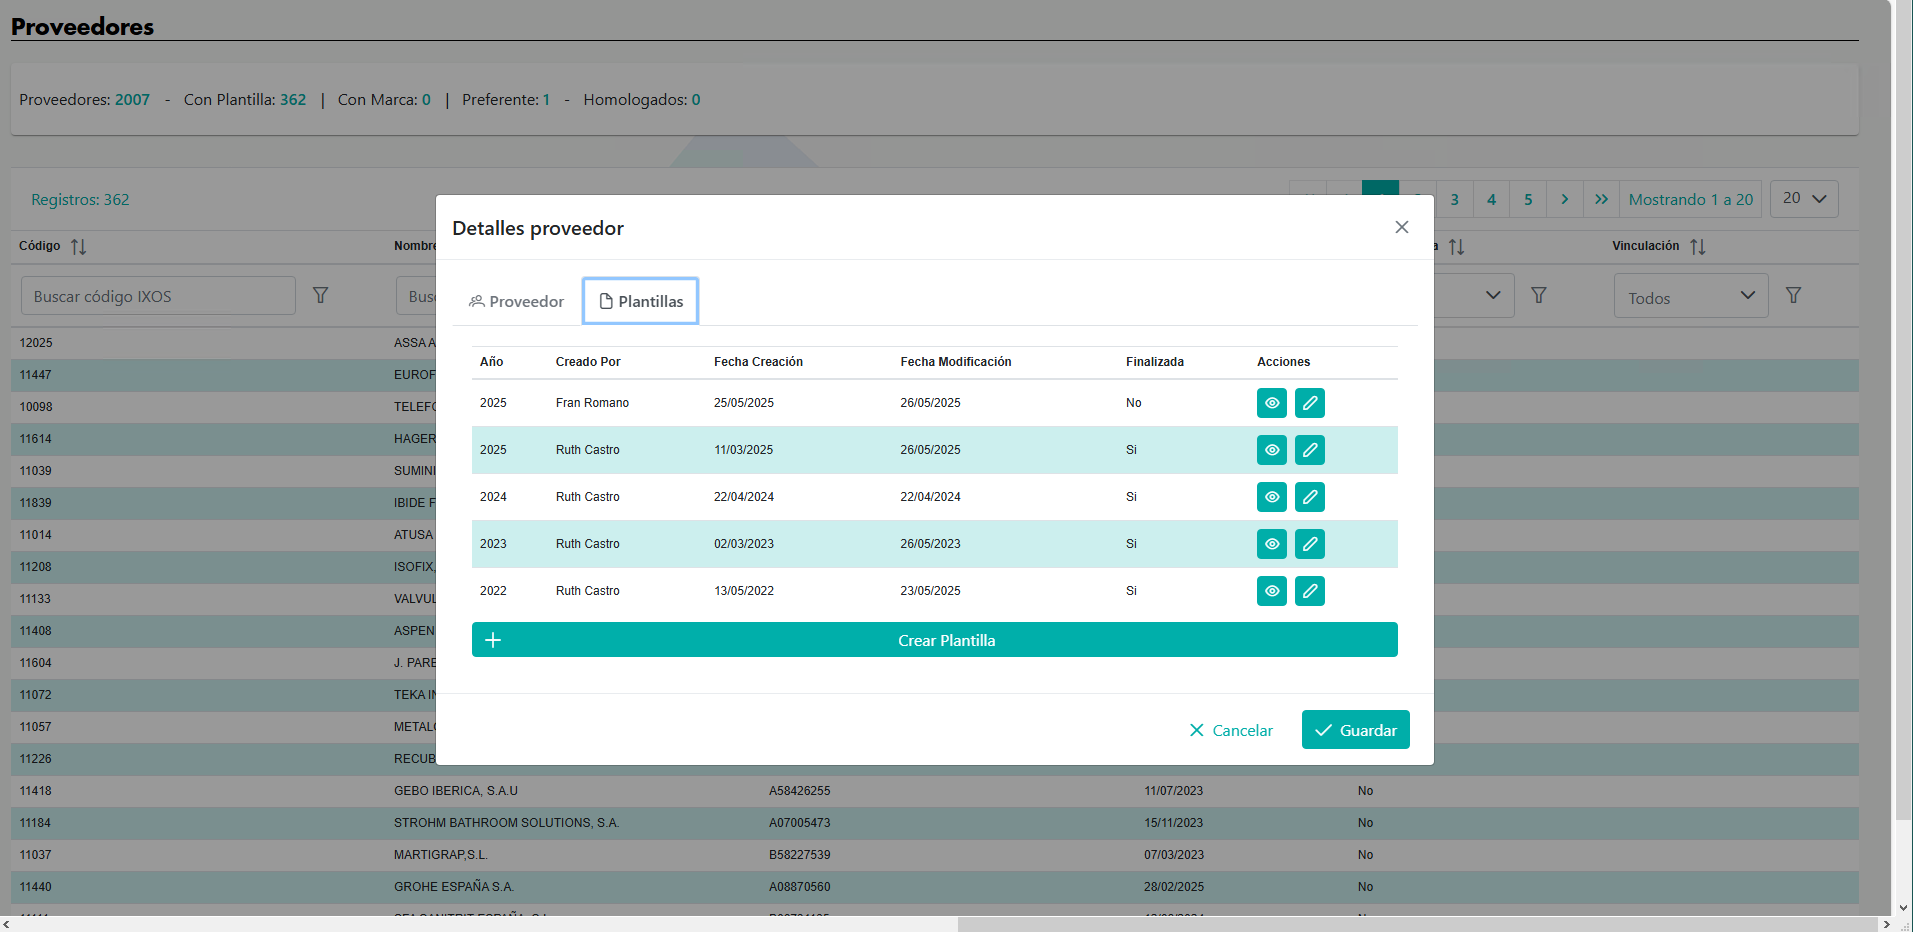 Proveedores
Proveedores: 2007 - Con Plantilla: 362 | Con Marca: 0 | Preferente: 1 - Homologados: 0
Registros: 362
3 4 5 Mostrando 1 a 20 20
Código Nombre Vinculación
Buscar código IXOS Todos
12025 ASSA A
11447 EUROF
10098 TELEF
11614 HAGER
11039 SUMINI
11839 IBIDE F
11014 ATUSA
11208 ISOFIX,
11133 VALVUL
11408 ASPEN
11604 J. PARE
11072 TEKA IN
11057 METAL
11226 RECUB
11418 GEBO IBERICA, S.A.U A58426255 11/07/2023 No
11184 STROHM BATHROOM SOLUTIONS, S.A. A07005473 15/11/2023 No
11037 MARTIGRAP,S.L. B58227539 07/03/2023 No
11440 GROHE ESPAÑA S.A. A08870560 28/02/2025 No
Detalles proveedor
Proveedor Plantillas
Año Creado Por Fecha Creación Fecha Modificación Finalizada Acciones
2025 Fran Romano 25/05/2025 26/05/2025 No
2025 Ruth Castro 11/03/2025 26/05/2025 Si
2024 Ruth Castro 22/04/2024 22/04/2024 Si
2023 Ruth Castro 02/03/2023 26/05/2023 Si
2022 Ruth Castro 13/05/2022 23/05/2025 Si
Crear Plantilla
Cancelar Guardar